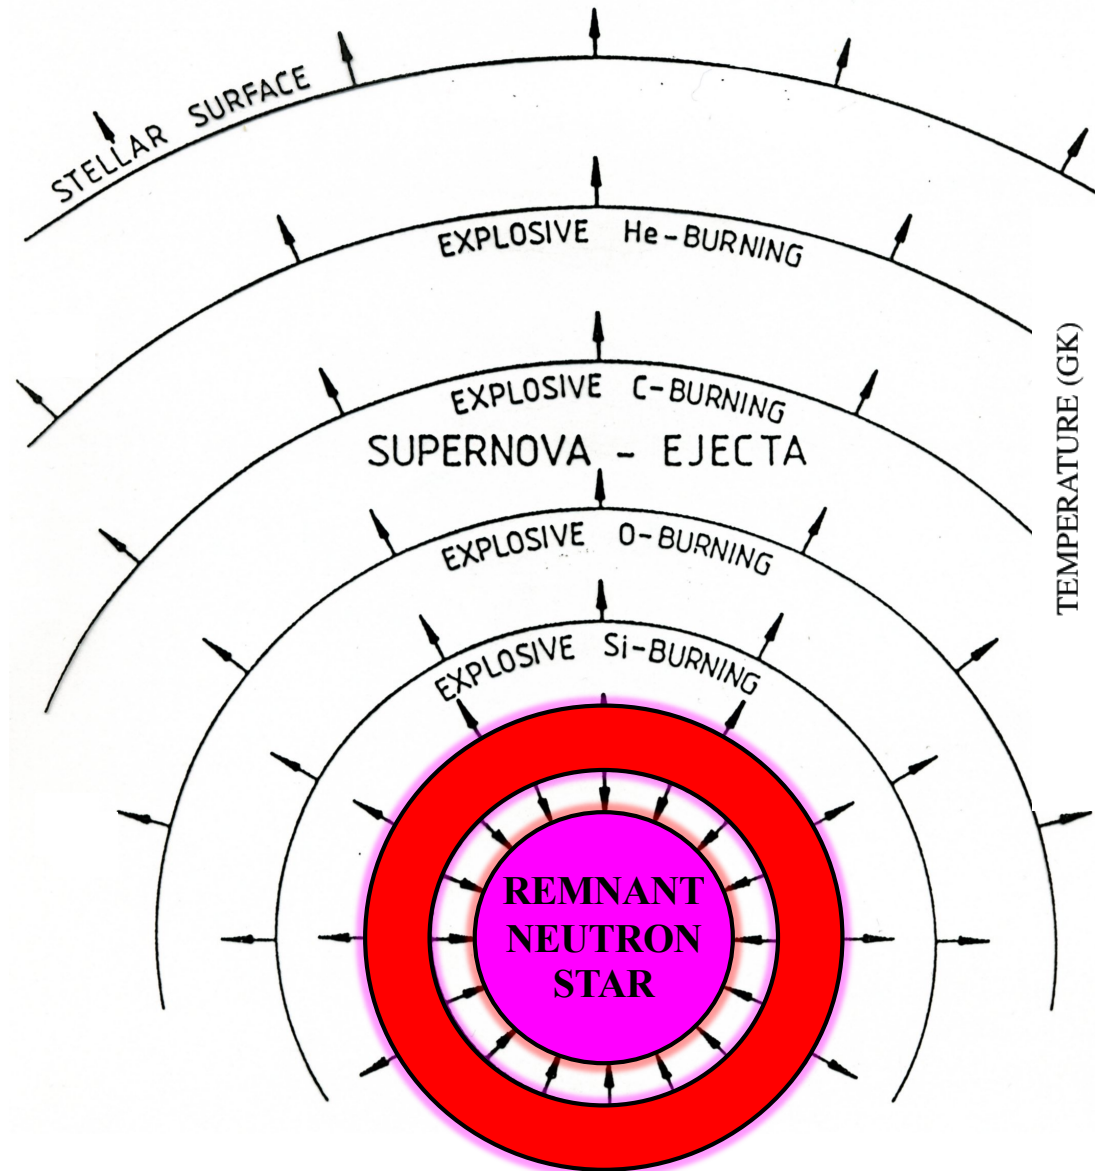 STELLAR SURFACE
EXPLOSIVE He-BURNING
EXPLOSIVE C-BURNING
SUPERNOVA - EJECTA
EXPLOSIVE O-BURNING
EXPLOSIVE Si-BURNING
REMNANT
NEUTRON
STAR
TEMPERATURE (GK)